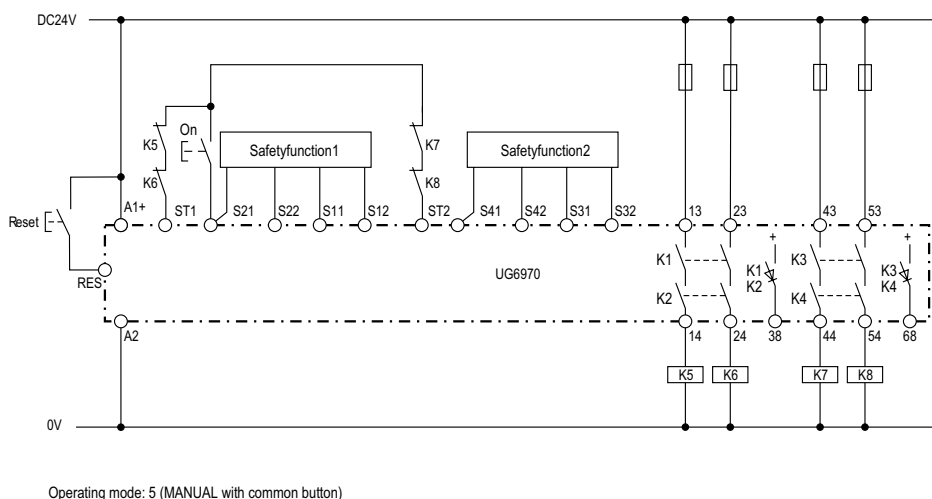 DC24V
On
K5
K7
Safetyfunction1
Safetyfunction2
K6
K8
Reset
A1+
ST1
S21
S22
S11
S12
ST2
S41
S42
S31
S32
13
23
43
53
+
+
K1
K1
K2
K3
K3
K4
RES
UG6970
K2
K4
A2
14
24
38
44
54
68
K5
K6
K7
K8
0V
Operating mode: 5 (MANUAL with common button)